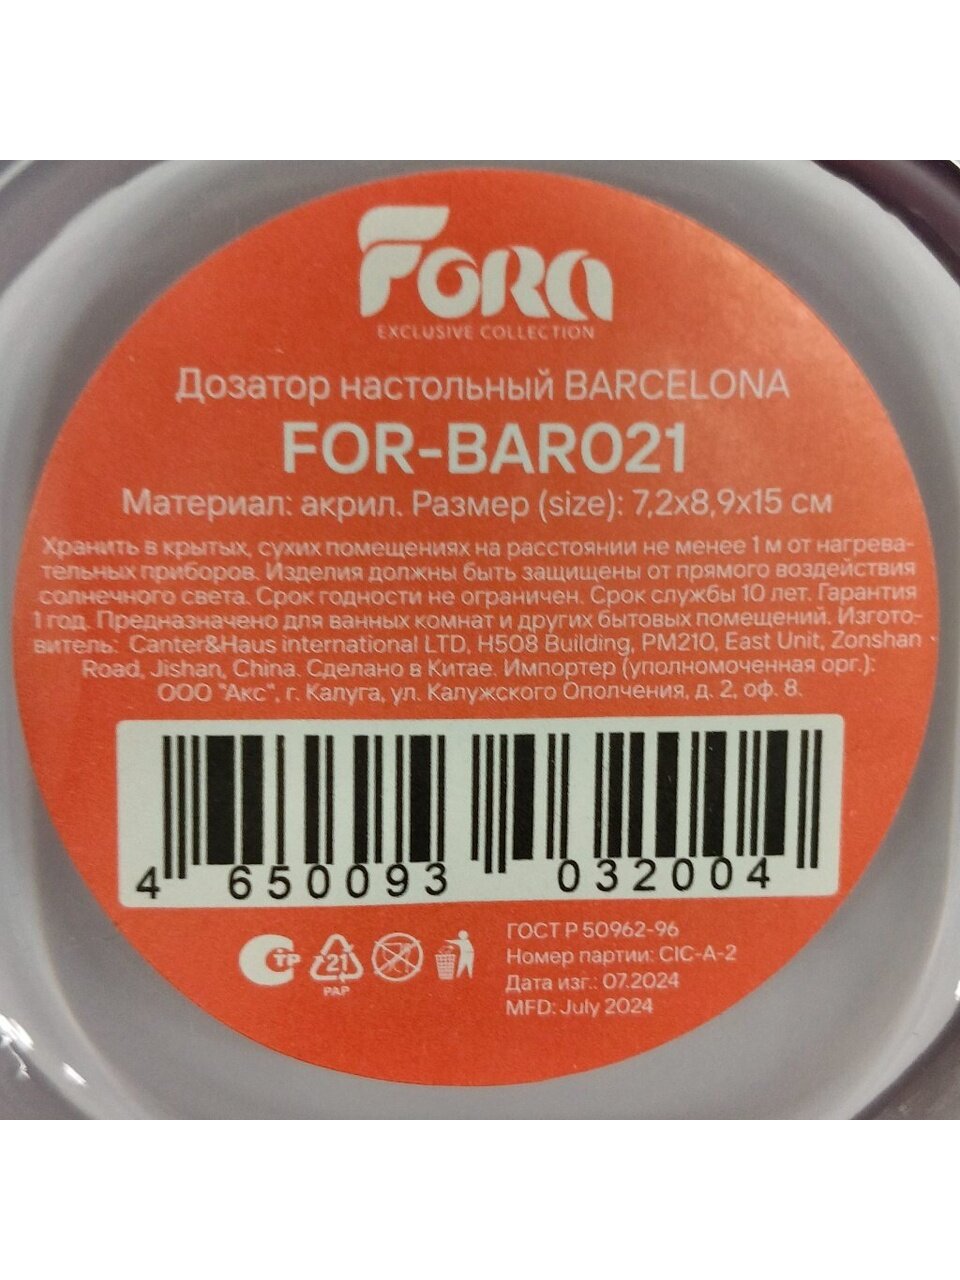 FORA
EXCLUSIVE COLLECTION
Дозатор настольный BARCELONA
FOR-BAR021
Материал: акрил. Размер (size): 7,2x8,9x15 см
Хранить в крытых, сухих помещениях на расстоянии не менее 1 м от нагрева-
тельных приборов. Изделия должны быть защищены от прямого воздействия
солнечного света. Срок годности не ограничен. Срок службы 10 лет. Гарантия
1 год. Предназначено для ванных комнат и других бытовых помещений. Изгото-
витель: Canter&Haus international LTD, H508 Building, PM210, East Unit, Zonshan
Road, Jishan, China. Сделано в Китае. Импортер (уполномоченная орг.):
ООО "Акс", г. Калуга, ул. Калужского Ополчения, д. 2, оф. 8.
4 650093 032004
СТР
21
PAP
ГОСТ Р 50962-96
Номер партии: CIC-A-2
Дата изг.: 07.2024
MFD: July 2024